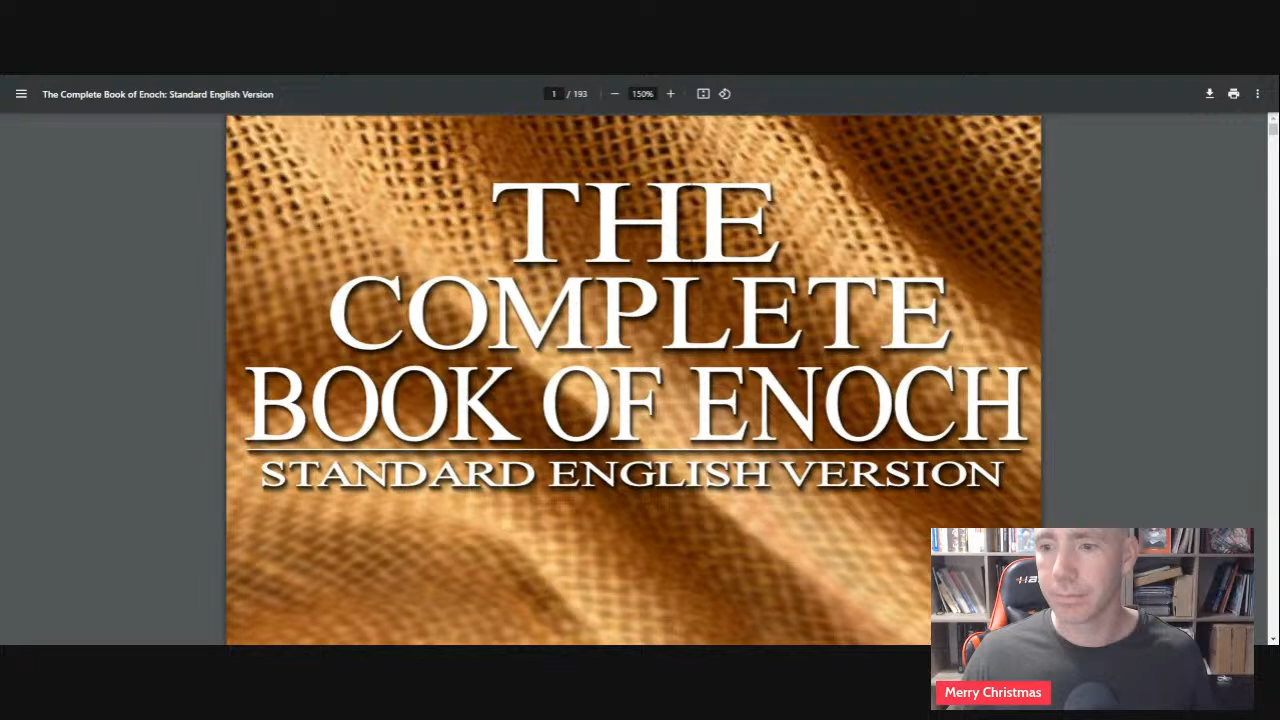 The Complete Book of Enoch: Standard English Version
1 / 193
150%
THE
COMPLETE
BOOK OF ENOCH
STANDARD ENGLISH VERSION
Merry Christmas